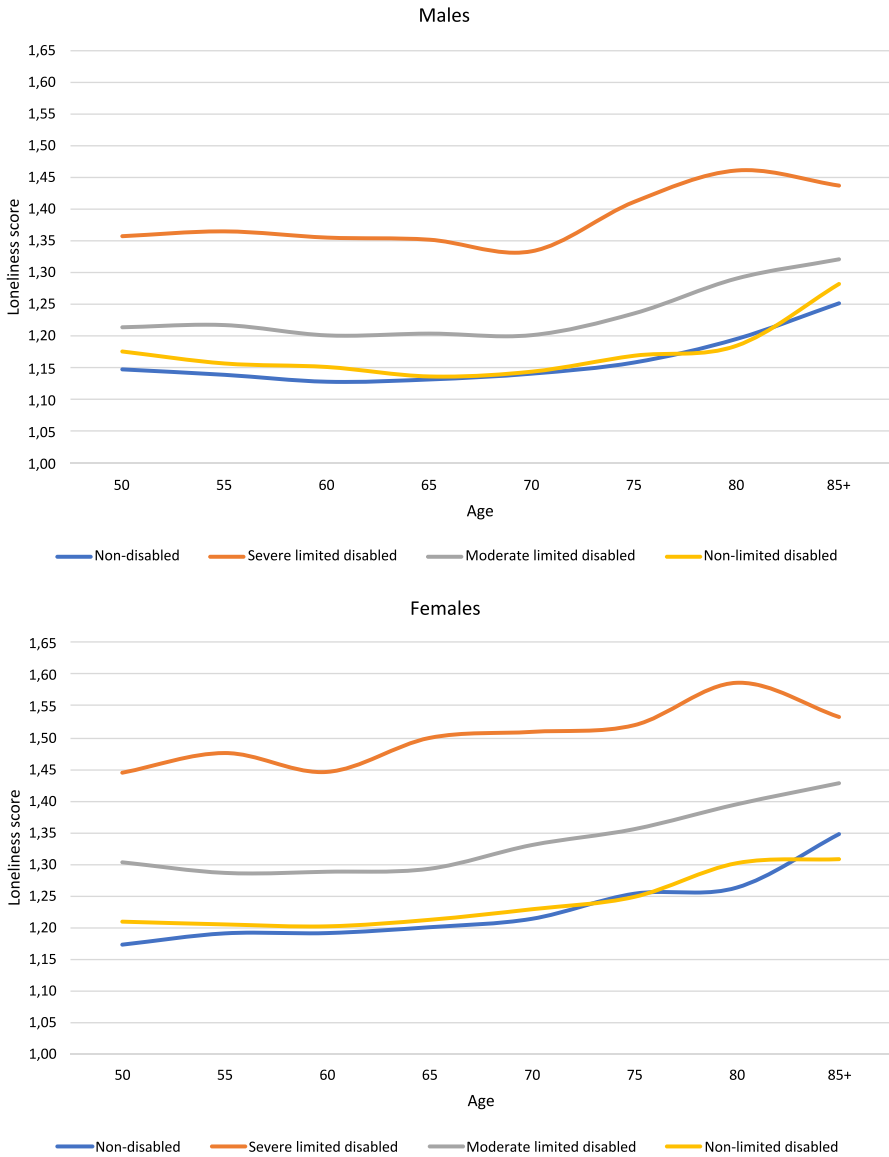 Males
1,65
1,60
1,55
1,50
1,45
1,40
1,35
1,30
1,25
1,20
1,15
1,10
1,05
1,00
Loneliness score
50 55 60 65 70 75 80 85+
Age
Non-disabled Severe limited disabled Moderate limited disabled Non-limited disabled
Females
1,65
1,60
1,55
1,50
1,45
1,40
1,35
1,30
1,25
1,20
1,15
1,10
1,05
1,00
Loneliness score
50 55 60 65 70 75 80 85+
Age
Non-disabled Severe limited disabled Moderate limited disabled Non-limited disabled